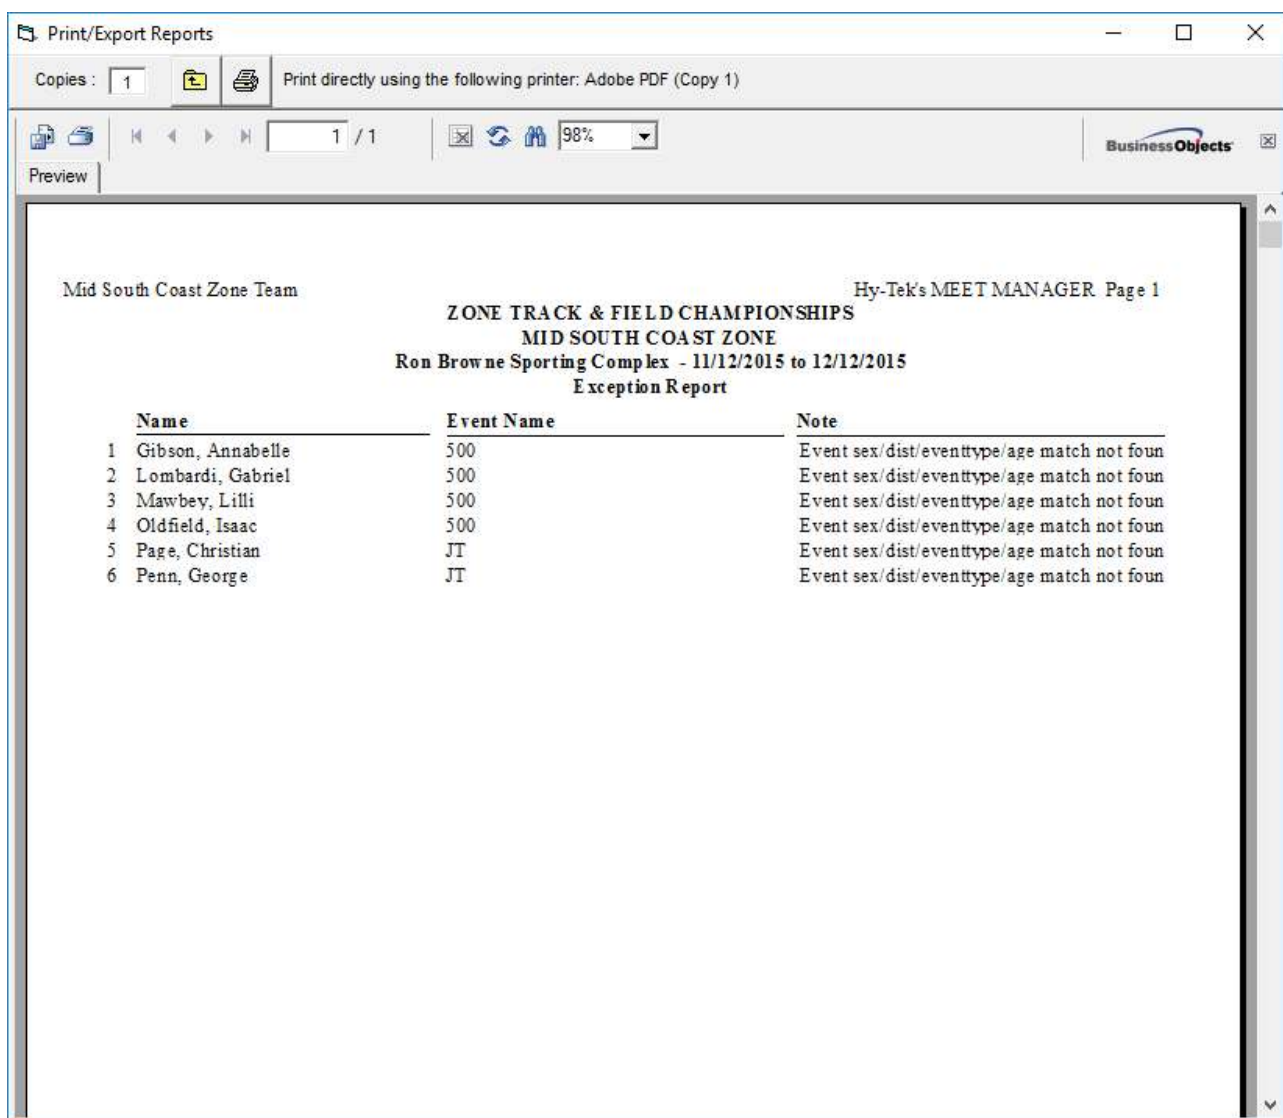 Print/Export Reports
Copies : 1 Print directly using the following printer: Adobe PDF (Copy 1)
1 / 1 98% BusinessObjects
Preview
Mid South Coast Zone Team Hy-Tek's MEET MANAGER Page 1
ZONE TRACK & FIELD CHAMPIONSHIPS
MID SOUTH COAST ZONE
Ron Browne Sporting Complex - 11/12/2015 to 12/12/2015
Exception Report
Name Event Name Note
1 Gibson, Annabelle 500 Event sex/dist/eventtype/age match not foun
2 Lombardi, Gabriel 500 Event sex/dist/eventtype/age match not foun
3 Mawbey, Lilli 500 Event sex/dist/eventtype/age match not foun
4 Oldfield, Isaac 500 Event sex/dist/eventtype/age match not foun
5 Page, Christian JT Event sex/dist/eventtype/age match not foun
6 Penn, George JT Event sex/dist/eventtype/age match not foun